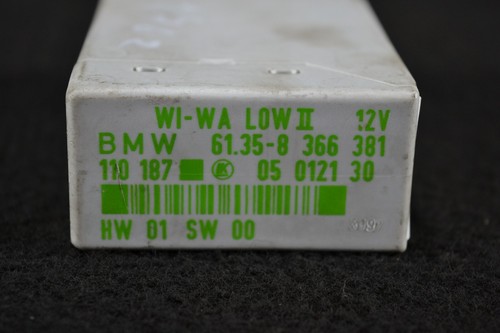 WI-WA LOW II 12V
BMW 61.35-8 366 381
110 187 05 0121 30
HW 01 SW 00